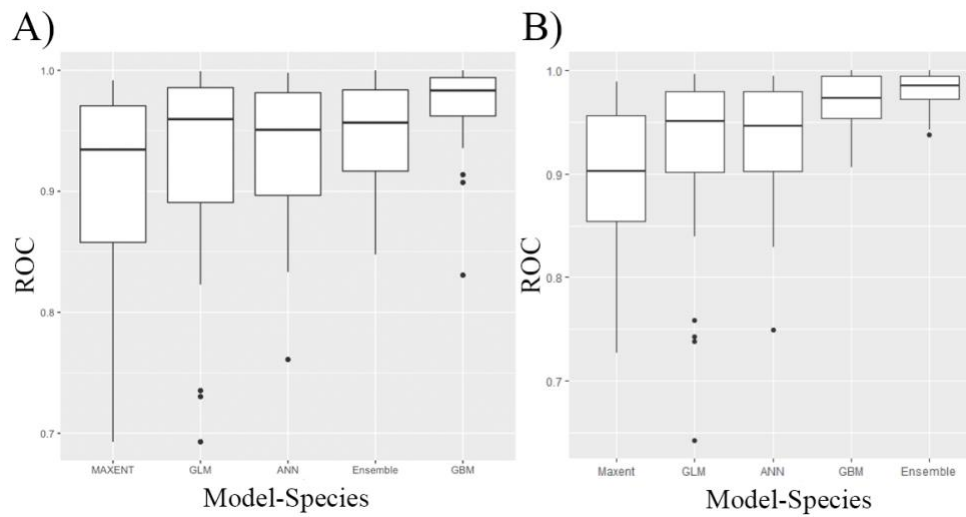 A)
ROC
1.0
0.9
0.8
0.7
MAXENT GLM ANN Ensemble GBM
Model-Species
B)
ROC
1.0
0.9
0.8
0.7
Maxent GLM ANN GBM Ensemble
Model-Species